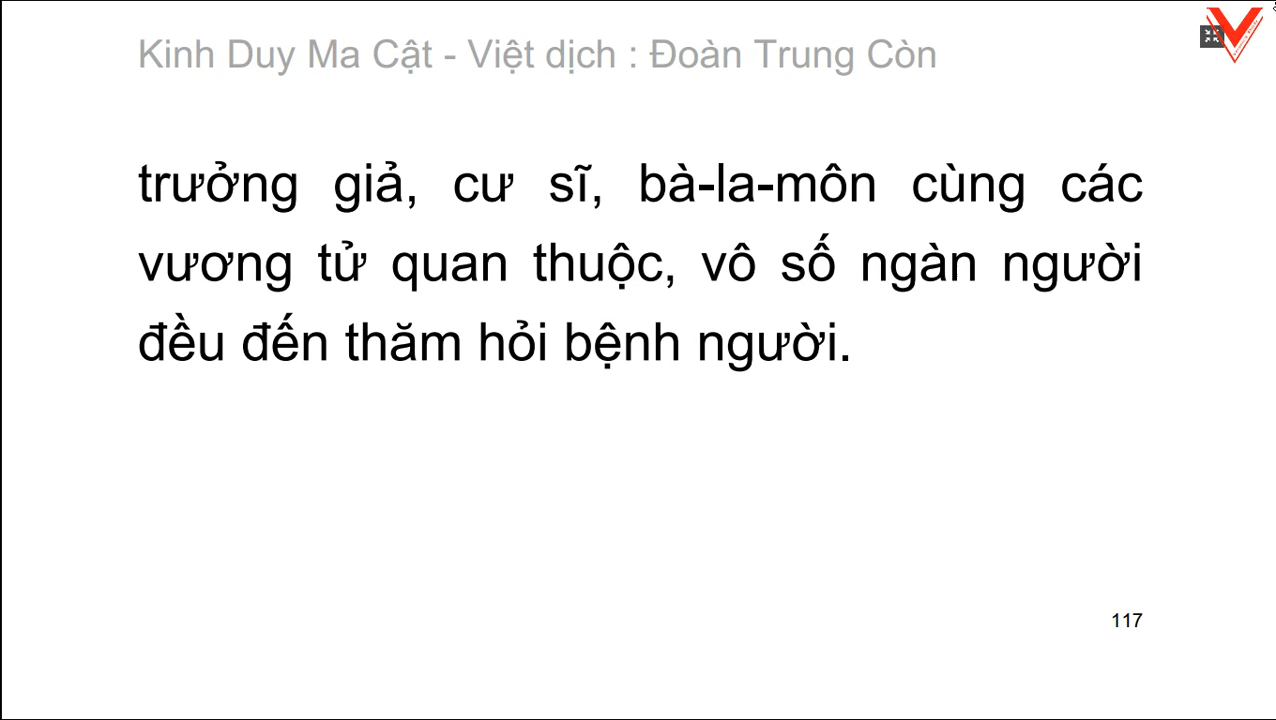 Kinh Duy Ma Cật - Việt dịch : Đoàn Trung Còn
trưởng giả, cư sĩ, bà-la-môn cùng các
vương tử quan thuộc, vô số ngàn người
đều đến thăm hỏi bệnh người.
117